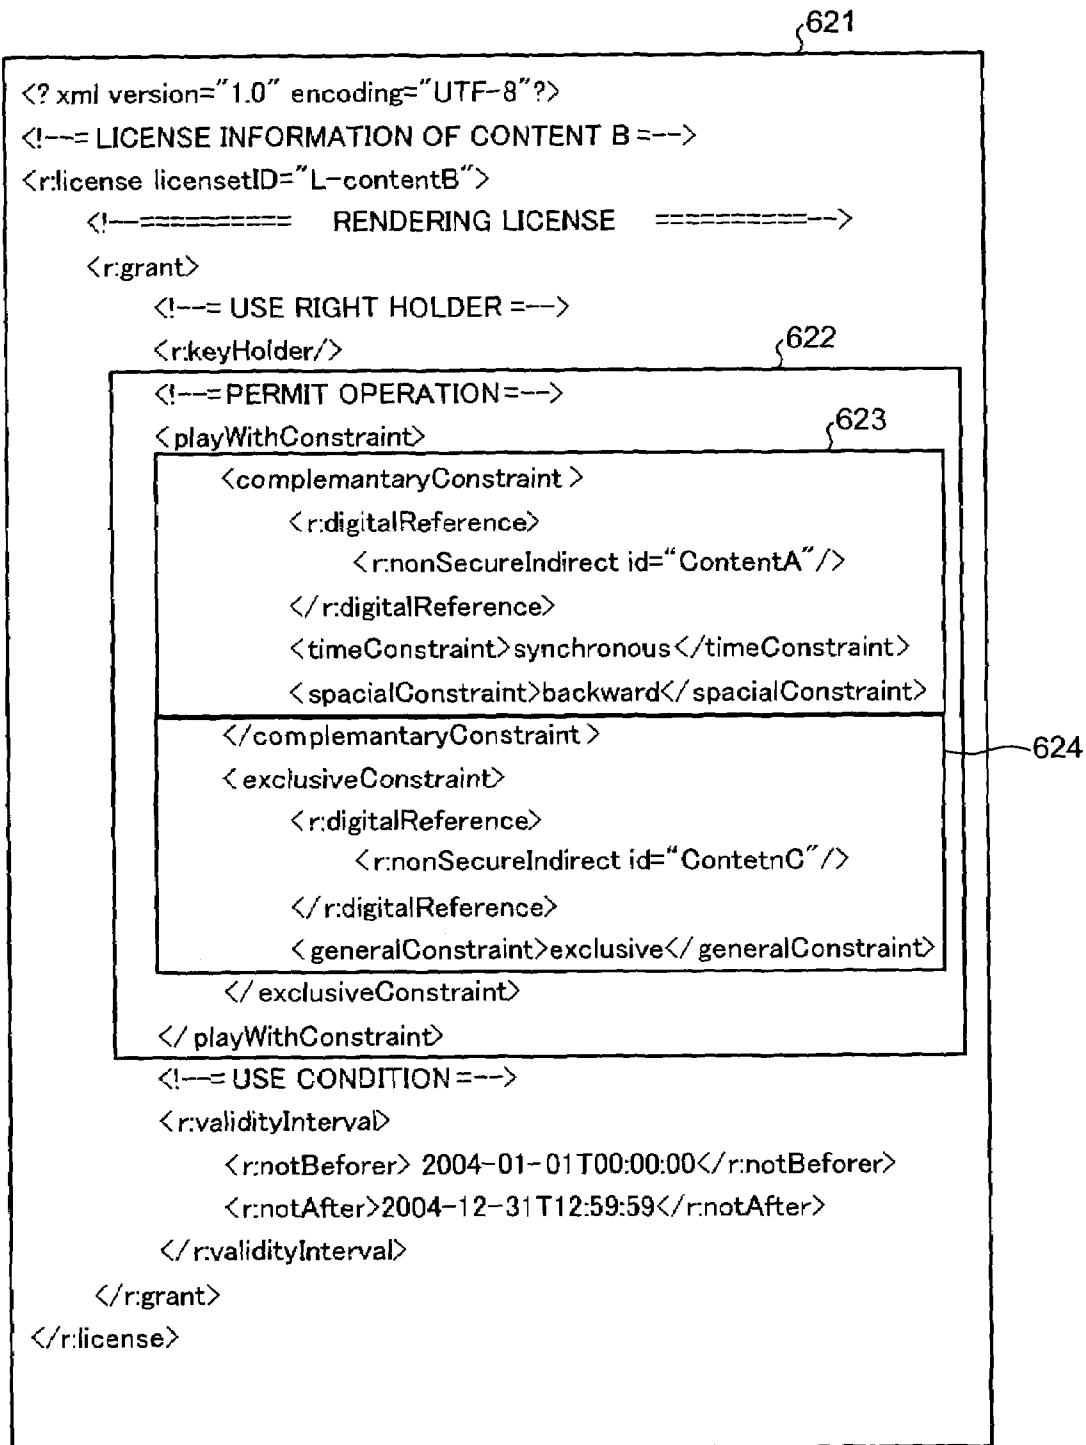 621
<? xml version="1.0" encoding="UTF-8"?>
<!--= LICENSE INFORMATION OF CONTENT B =-->
<r:license licensetID="L-contentB">
<!--========== RENDERING LICENSE ==========-->
<r:grant>
<!--= USE RIGHT HOLDER =-->
<r:keyHolder/>
622
<!--= PERMIT OPERATION =-->
<playWithConstraint>
623
<complemantaryConstraint >
<r:digitalReference>
<r:nonSecureIndirect id="ContentA"/>
</r:digitalReference>
<timeConstraint>synchronous</timeConstraint>
<spacialConstraint>backward</spacialConstraint>
</complemantaryConstraint >
624
<exclusiveConstraint>
<r:digitalReference>
<r:nonSecureIndirect id="ContetnC"/>
</r:digitalReference>
<generalConstraint>exclusive</generalConstraint>
</exclusiveConstraint>
</playWithConstraint>
<!--= USE CONDITION =-->
<r:validityInterval>
<r:notBeforer> 2004-01-01T00:00:00</r:notBeforer>
<r:notAfter>2004-12-31T12:59:59</r:notAfter>
</r:validityInterval>
</r:grant>
</r:license>